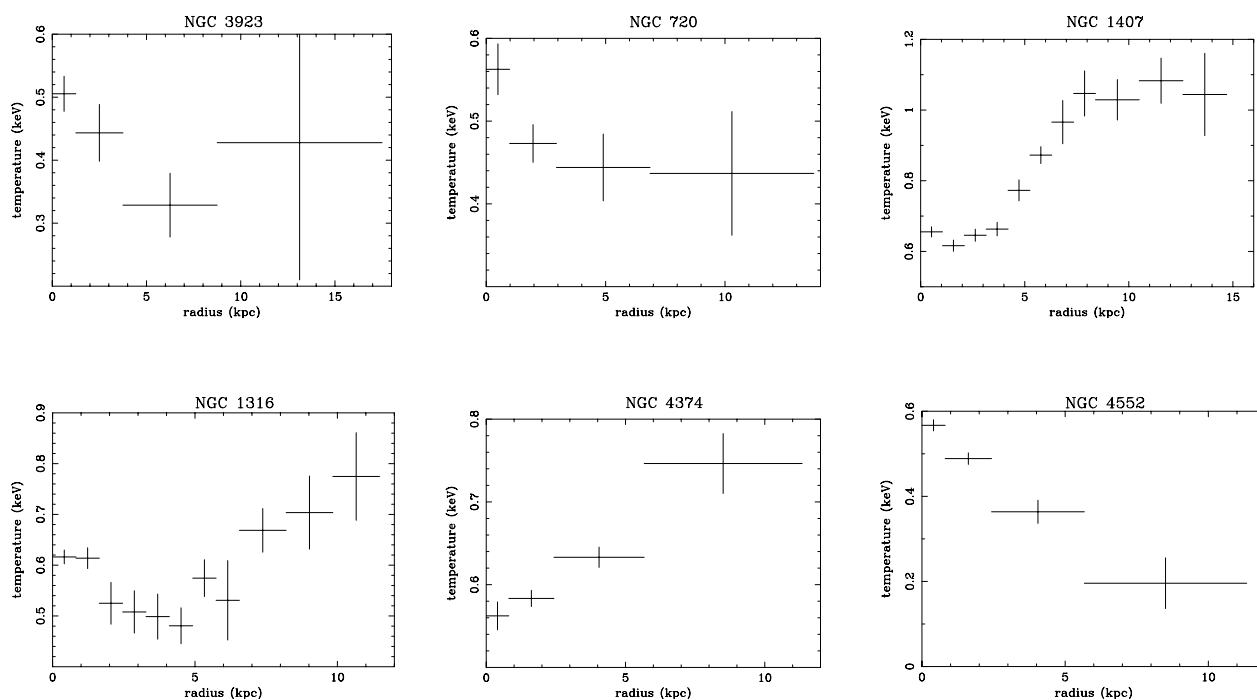 NGC 3923
temperature (keV)
0.3 0.4 0.5 0.6
0 5 10 15
radius (kpc)
NGC 720
temperature (keV)
0.4 0.5 0.6
0 5 10
radius (kpc)
NGC 1407
temperature (keV)
0.6 0.8 1 1.2
0 5 10 15
radius (kpc)
NGC 1316
temperature (keV)
0.5 0.6 0.7 0.8 0.9
0 5 10
radius (kpc)
NGC 4374
temperature (keV)
0.6 0.7 0.8
0 5 10
radius (kpc)
NGC 4552
temperature (keV)
0 0.2 0.4 0.6
0 5 10
radius (kpc)